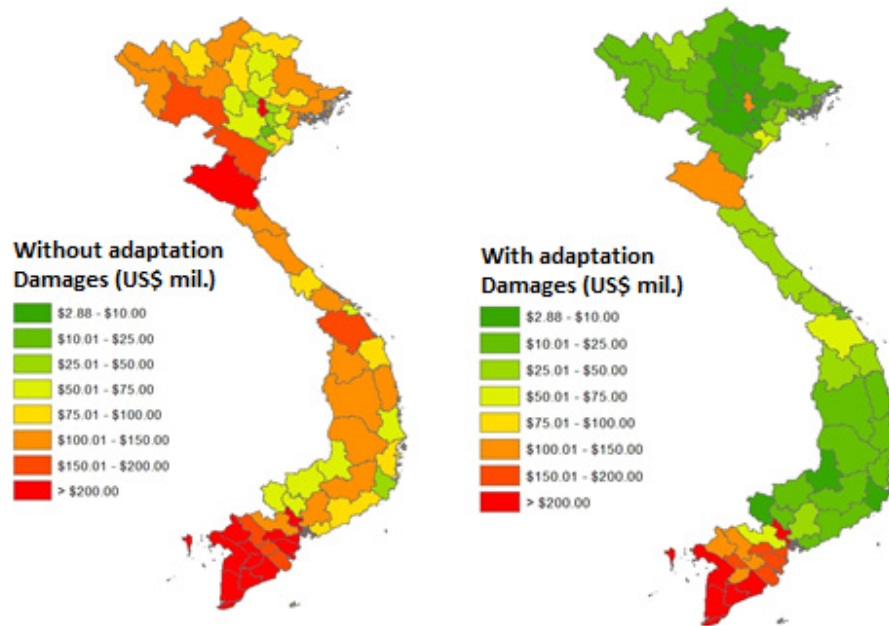 Without adaptation
Damages (US$ mil.)
$2.88 - $10.00
$10.01 - $25.00
$25.01 - $50.00
$50.01 - $75.00
$75.01 - $100.00
$100.01 - $150.00
$150.01 - $200.00
> $200.00
With adaptation
Damages (US$ mil.)
$2.88 - $10.00
$10.01 - $25.00
$25.01 - $50.00
$50.01 - $75.00
$75.01 - $100.00
$100.01 - $150.00
$150.01 - $200.00
> $200.00